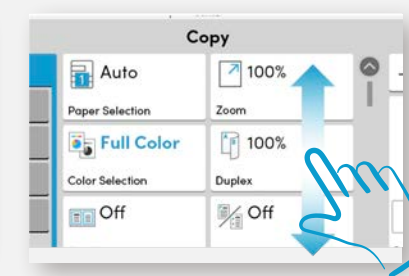 Copy
Auto
100%
Paper Selection
Zoom
Full Color
100%
Color Selection
Duplex
Off
Off